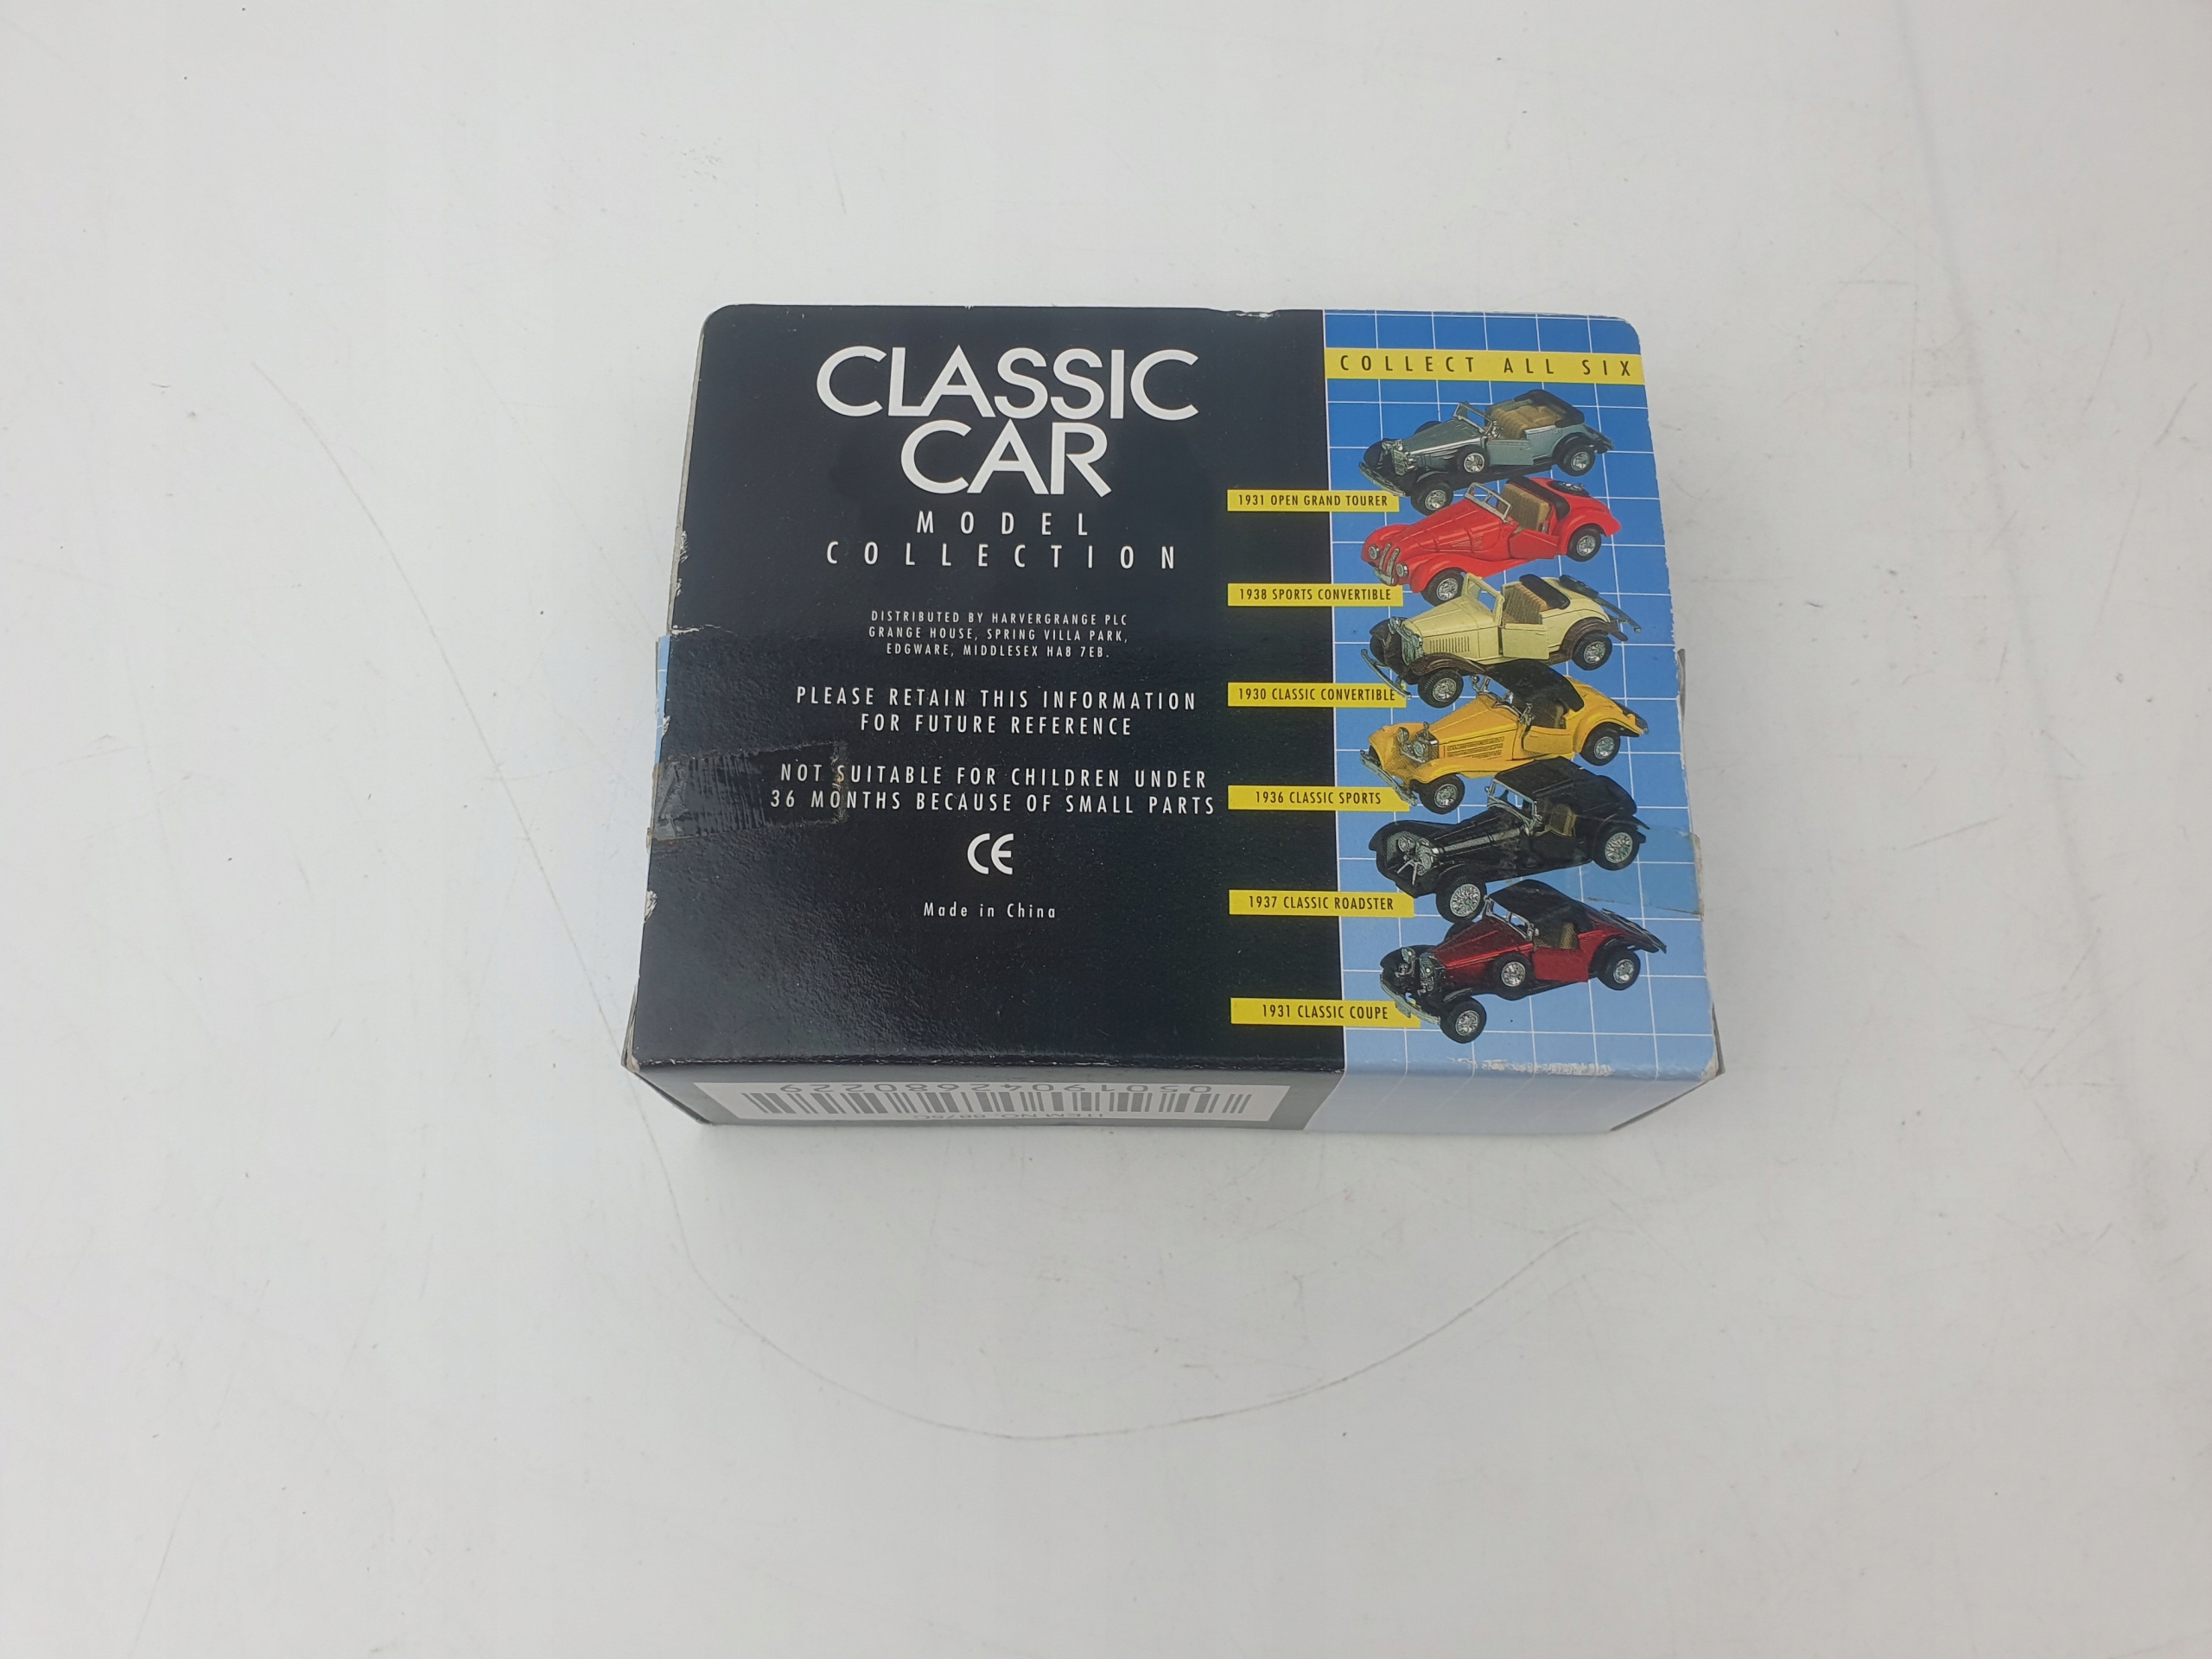 CLASSIC
CAR
MODEL
COLLECTION
DISTRIBUTED BY HARVERGRANGE PLC
GRANGE HOUSE, SPRING VILLA PARK,
EDGWARE, MIDDLESEX HA8 7EB.
PLEASE RETAIN THIS INFORMATION
FOR FUTURE REFERENCE
NOT SUITABLE FOR CHILDREN UNDER
36 MONTHS BECAUSE OF SMALL PARTS
CE
Made in China
COLLECT ALL SIX
1931 OPEN GRAND TOURER
1938 SPORTS CONVERTIBLE
1930 CLASSIC CONVERTIBLE
1936 CLASSIC SPORTS
1937 CLASSIC ROADSTER
1931 CLASSIC COUPE
ITEM NO.
05019042680229